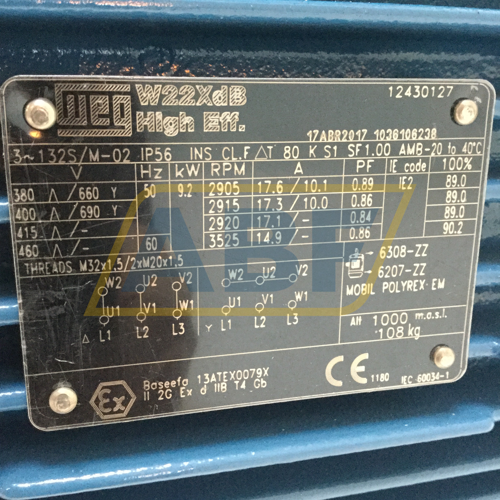 WEG W22Xdb 12430127
High Eff.
17ABR2017 1036106238
3~132S/M-02 IP56 INS CL.F ΔT 80 K S1 SF1.00 AMB-20 to 40°C
V Hz kW RPM A PF IE code 100%
380 Δ/660 Y 50 9.2 2905 17.6/10.1 0.89 IE2 89.0
400 Δ/690 Y 2915 17.3/10.0 0.86 89.0
415 Δ/- 2920 17.1/- 0.84 89.0
460 Δ/- 60 3525 14.9/- 0.86 90.2
THREADS M32x1.5/2xM20x1.5
W2 U2 V2 W2 U2 V2
6308-ZZ
6207-ZZ
MOBIL POLYREX EM
U1 V1 W1 U1 V1 W1
Δ L1 L2 L3 Y L1 L2 L3
Alt 1000 m.a.s.l.
108kg
ABF
Ex
Baseefa 13ATEX0079X
II 2G Ex d IIB T4 Gb
CE 1180 IEC 60034-1